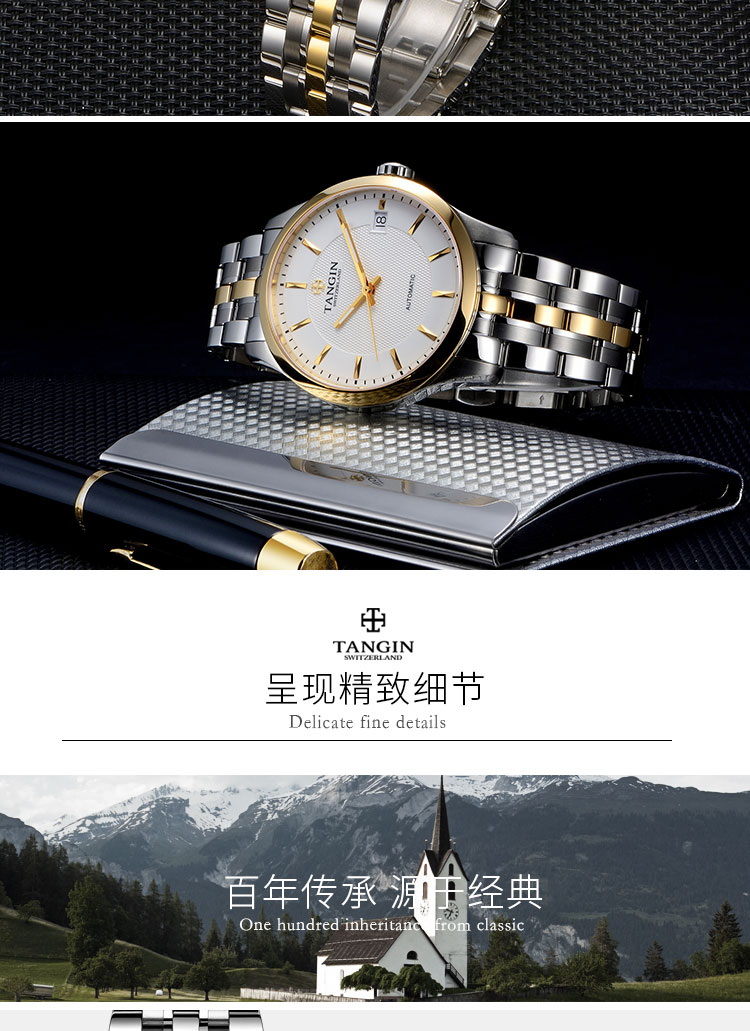 18
TANGIN
SWITZERLAND
AUTOMATIC
TANGIN
SWITZERLAND
呈现精致细节
Delicate fine details
百年传承 源于经典
One hundred inheritance from classic